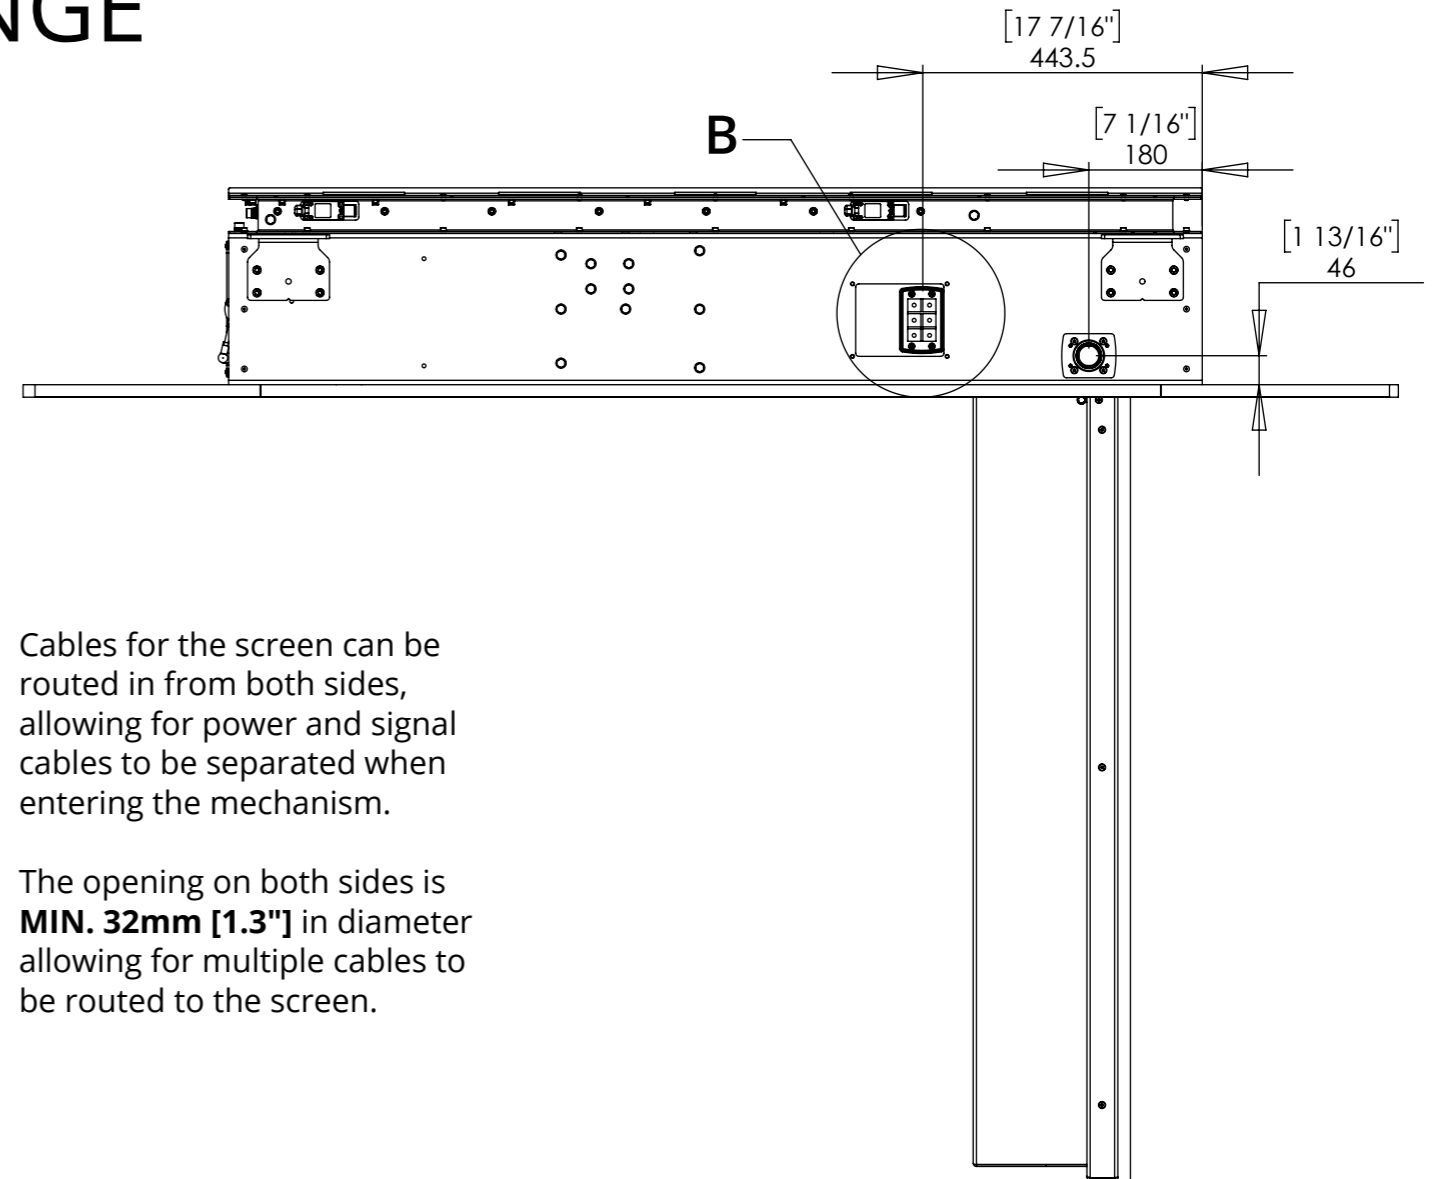 NGE
[17 7/16"]
443.5
[7 1/16"]
180
B
[1 13/16"]
46
Cables for the screen can be
routed in from both sides,
allowing for power and signal
cables to be separated when
entering the mechanism.
The opening on both sides is
MIN. 32mm [1.3"] in diameter
allowing for multiple cables to
be routed to the screen.